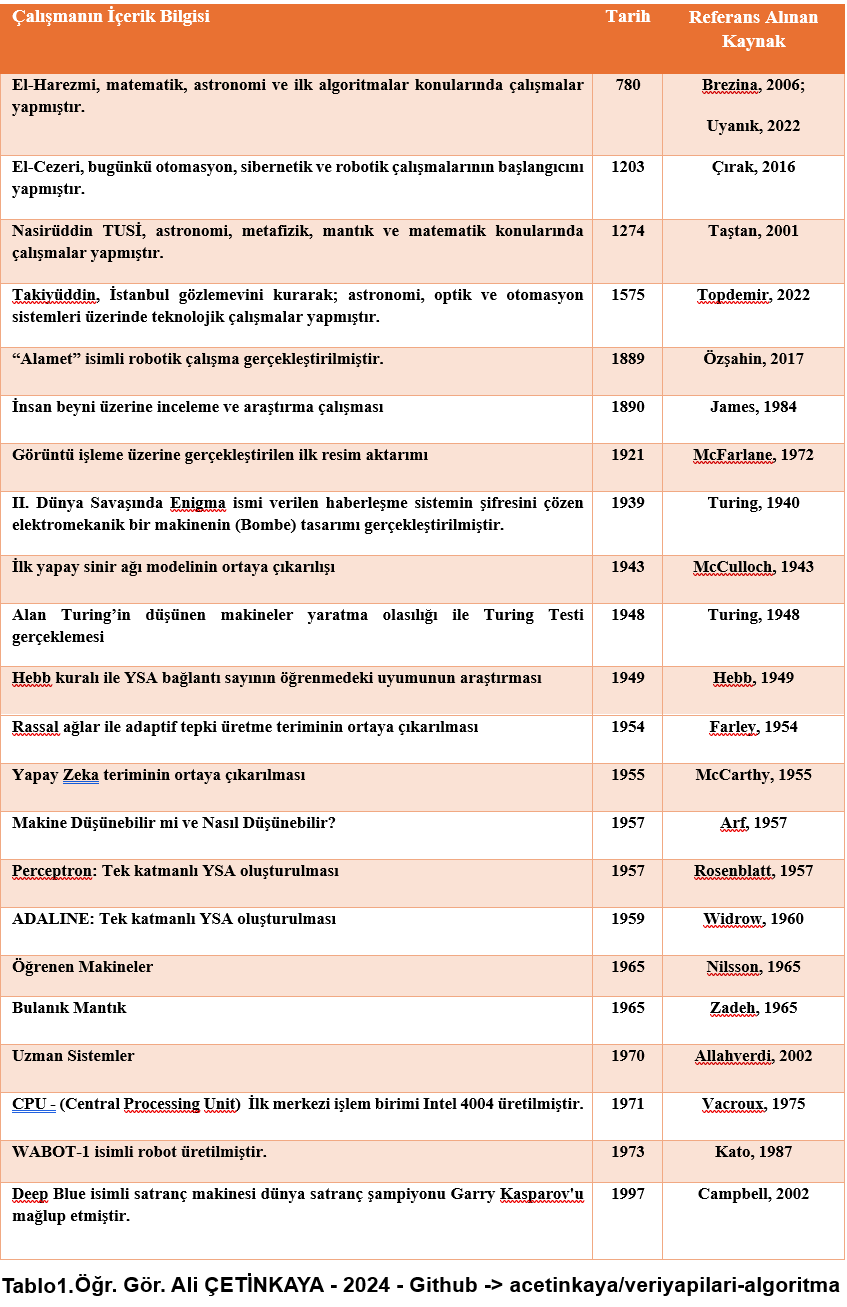 Çalışmanın İçerik Bilgisi Tarih Referans Alınan
Kaynak
El-Harezmi, matematik, astronomi ve ilk algoritmalar konularında çalışmalar
yapmıştır.
780
Brezina, 2006;
Uyanık, 2022
El-Cezeri, bugünkü otomasyon, sibernetik ve robotik çalışmalarının başlangıcını
yapmıştır.
1203
Çırak, 2016
Nasirüddin TUSİ, astronomi, metafizik, mantık ve matematik konularında
çalışmalar yapmıştır.
1274
Taştan, 2001
Takiyüddin, İstanbul gözlemevini kurarak; astronomi, optik ve otomasyon
sistemleri üzerinde teknolojik çalışmalar yapmıştır.
1575
Topdemir, 2022
“Alamet” isimli robotik çalışma gerçekleştirilmiştir. 1889 Özşahin, 2017
İnsan beyni üzerine inceleme ve araştırma çalışması 1890 James, 1984
Görüntü işleme üzerine gerçekleştirilen ilk resim aktarımı 1921 McFarlane, 1972
II. Dünya Savaşında Enigma ismi verilen haberleşme sistemin şifresini çözen
elektromekanik bir makinenin (Bombe) tasarımı gerçekleştirilmiştir.
1939
Turing, 1940
İlk yapay sinir ağı modelinin ortaya çıkarılışı 1943 McCulloch, 1943
Alan Turing’in düşünen makineler yaratma olasılığı ile Turing Testi
gerçeklemesi
1948
Turing, 1948
Hebb kuralı ile YSA bağlantı sayının öğrenmedeki uyumunun araştırması 1949 Hebb, 1949
Rassal ağlar ile adaptif tepki üretme teriminin ortaya çıkarılması 1954 Farley, 1954
Yapay Zeka teriminin ortaya çıkarılması 1955 McCarthy, 1955
Makine Düşünebilir mi ve Nasıl Düşünebilir? 1957 Arf, 1957
Perceptron: Tek katmanlı YSA oluşturulması 1957 Rosenblatt, 1957
ADALINE: Tek katmanlı YSA oluşturulması 1959 Widrow, 1960
Öğrenen Makineler 1965 Nilsson, 1965
Bulanık Mantık 1965 Zadeh, 1965
Uzman Sistemler 1970 Allahverdi, 2002
CPU - (Central Processing Unit) İlk merkezi işlem birimi Intel 4004 üretilmiştir. 1971 Vacroux, 1975
WABOT-1 isimli robot üretilmiştir. 1973 Kato, 1987
Deep Blue isimli satranç makinesi dünya satranç şampiyonu Garry Kasparov'u
mağlup etmiştir.
1997
Campbell, 2002
Tablo1.Öğr. Gör. Ali ÇETİNKAYA - 2024 - Github -> acetinkaya/veriyapilari-algoritma